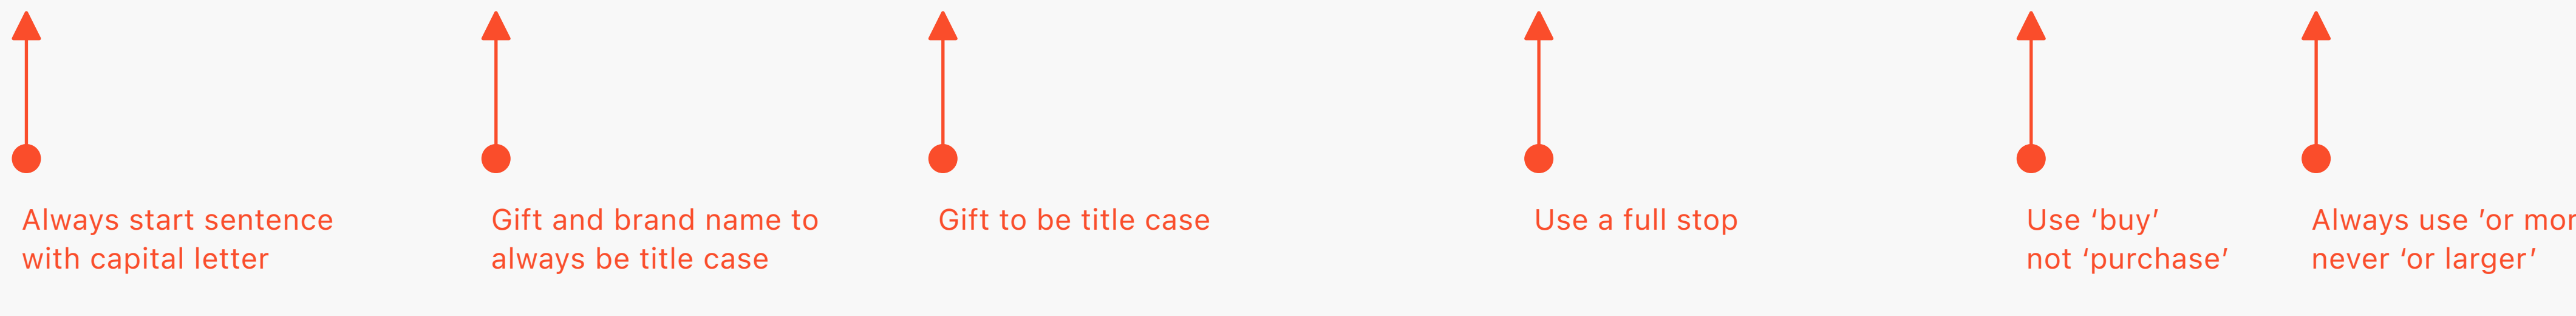 Always start sentence
with capital letter
Gift and brand name to
always be title case
Gift to be title case
Use a full stop
Use ‘buy’
not ‘purchase’
Always use ’or mor
never ‘or larger’